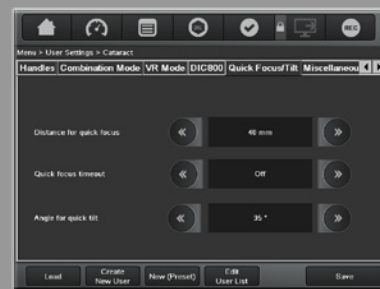 REC
Menu > User Settings > Cataract
Handles Combination Mode VR Mode DIC800 Quick Focus/Tilt Miscellaneou
Distance for quick focus 48 mm
Quick focus timeout Off
Angle for quick tilt 35 °
Load Create New User New (Preset) Edit User List Save